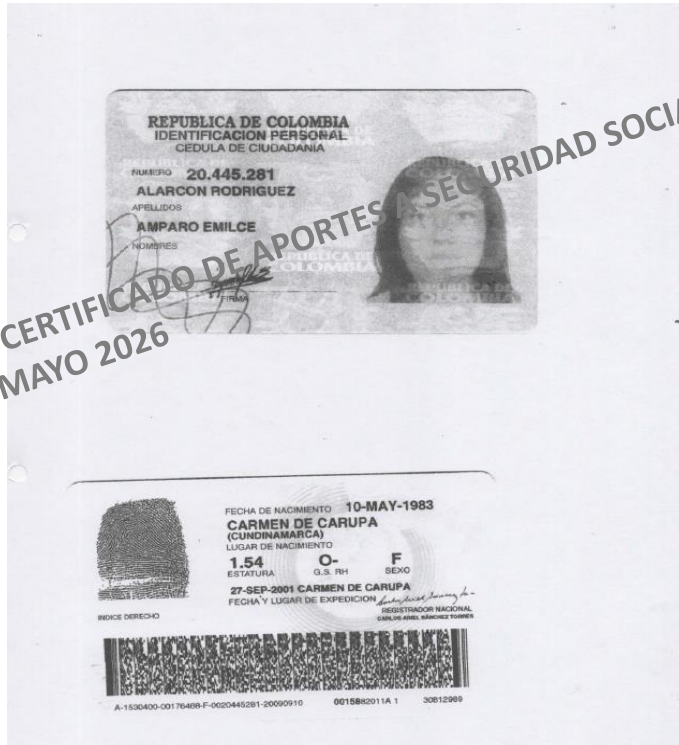 REPUBLICA DE COLOMBIA
IDENTIFICACION PERSONAL
CEDULA DE CIUDADANIA
NUMERO 20.445.281
ALARCON RODRIGUEZ
APELLIDOS
AMPARO EMILCE
NOMBRES
FIRMA
CERTIFICADO DE APORTES A SEGURIDAD SOCIA
MAYO 2026
FECHA DE NACIMIENTO 10-MAY-1983
CARMEN DE CARUPA
(CUNDINAMARCA)
LUGAR DE NACIMIENTO
1.54 O- F
ESTATURA G.S. RH SEXO
27-SEP-2001 CARMEN DE CARUPA
FECHA Y LUGAR DE EXPEDICION
REGISTRADOR NACIONAL
CARLOS ARIEL SÁNCHEZ TORRES
INDICE DERECHO
A-1530400-00176468-F-0020445281-20090910 0015882011A 1 30812989